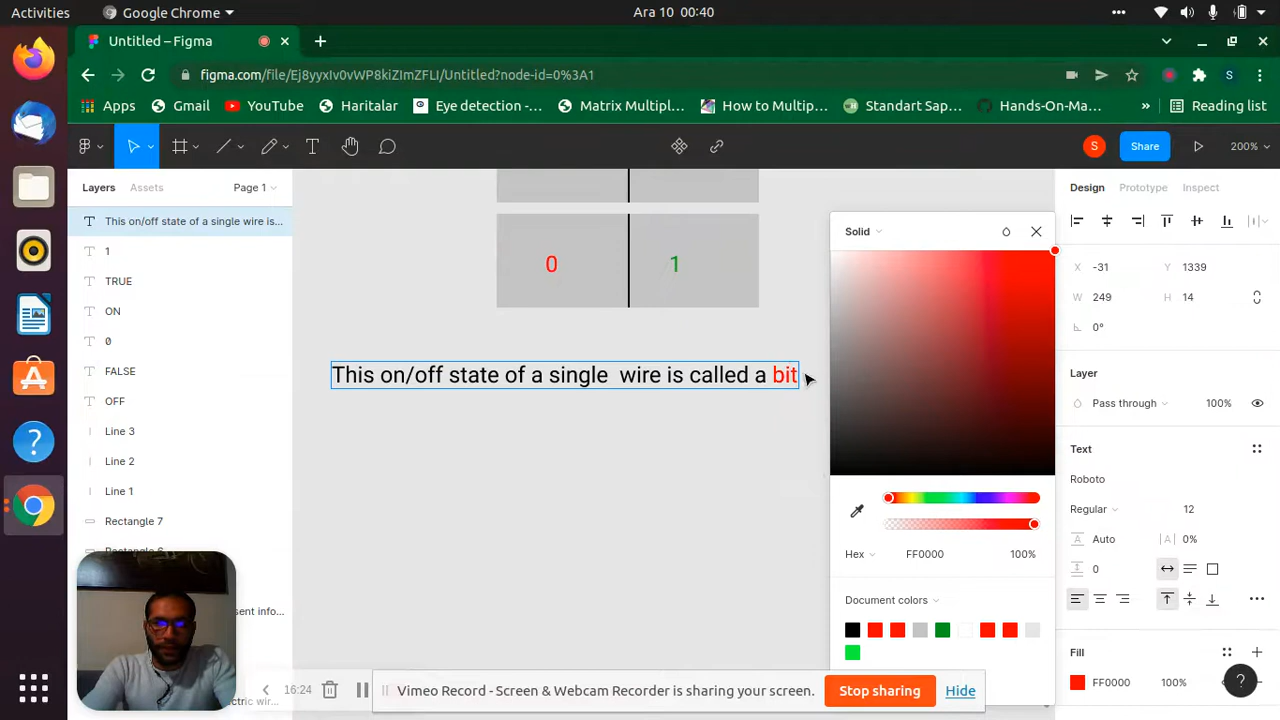 Activities
Google Chrome
Ara 10 00:40
Untitled – Figma
figma.com/file/Ej8yyxIv0vWP8kiZImZFLI/Untitled?node-id=0%3A1
Apps
Gmail
YouTube
Haritalar
Eye detection -...
Matrix Multipl...
How to Multip...
Standart Sap...
Hands-On-Ma...
»
Reading list
S
Share
200%
Layers
Assets
Page 1
Design
Prototype
Inspect
This on/off state of a single wire is...
1
TRUE
ON
0
FALSE
OFF
Line 3
Line 2
Line 1
Rectangle 7
Rectangle 6
sent info...
ctric wir...
0
1
This on/off state of a single  wire is called a bit
Solid
Hex
FF0000
100%
Document colors
X -31
Y 1339
W 249
H 14
0°
Layer
Pass through
100%
Text
Roboto
Regular
12
Auto
0%
0
Fill
FF0000
100%
?
16:24
Vimeo Record - Screen & Webcam Recorder is sharing your screen.
Stop sharing
Hide